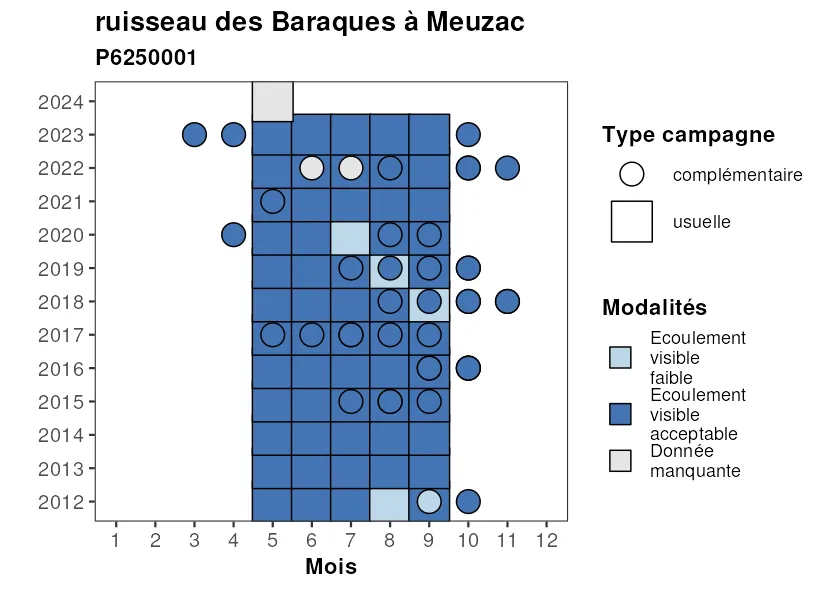 ruisseau des Baraques à Meuzac
P6250001
2024
2023
2022
2021
2020
2019
2018
2017
2016
2015
2014
2013
2012
1 2 3 4 5 6 7 8 9 10 11 12
Mois
Type campagne
complémentaire
usuelle
Modalités
Ecoulement
visible
faible
Ecoulement
visible
acceptable
Donnée
manquante